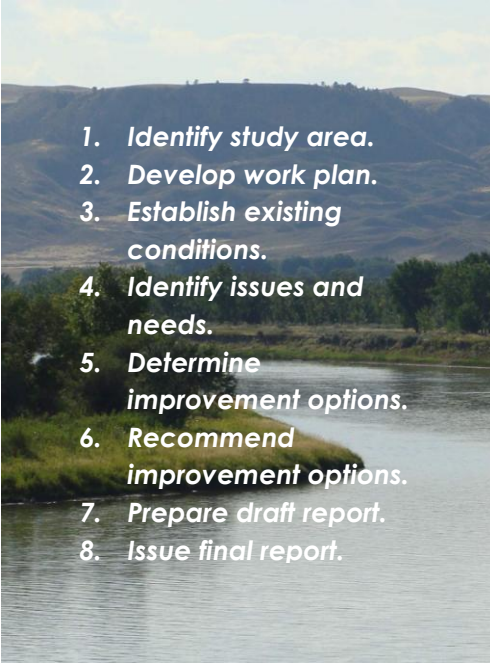 1. Identify study area.
2. Develop work plan.
3. Establish existing
conditions.
4. Identify issues and
needs.
5. Determine
improvement options.
6. Recommend
improvement options.
7. Prepare draft report.
8. Issue final report.